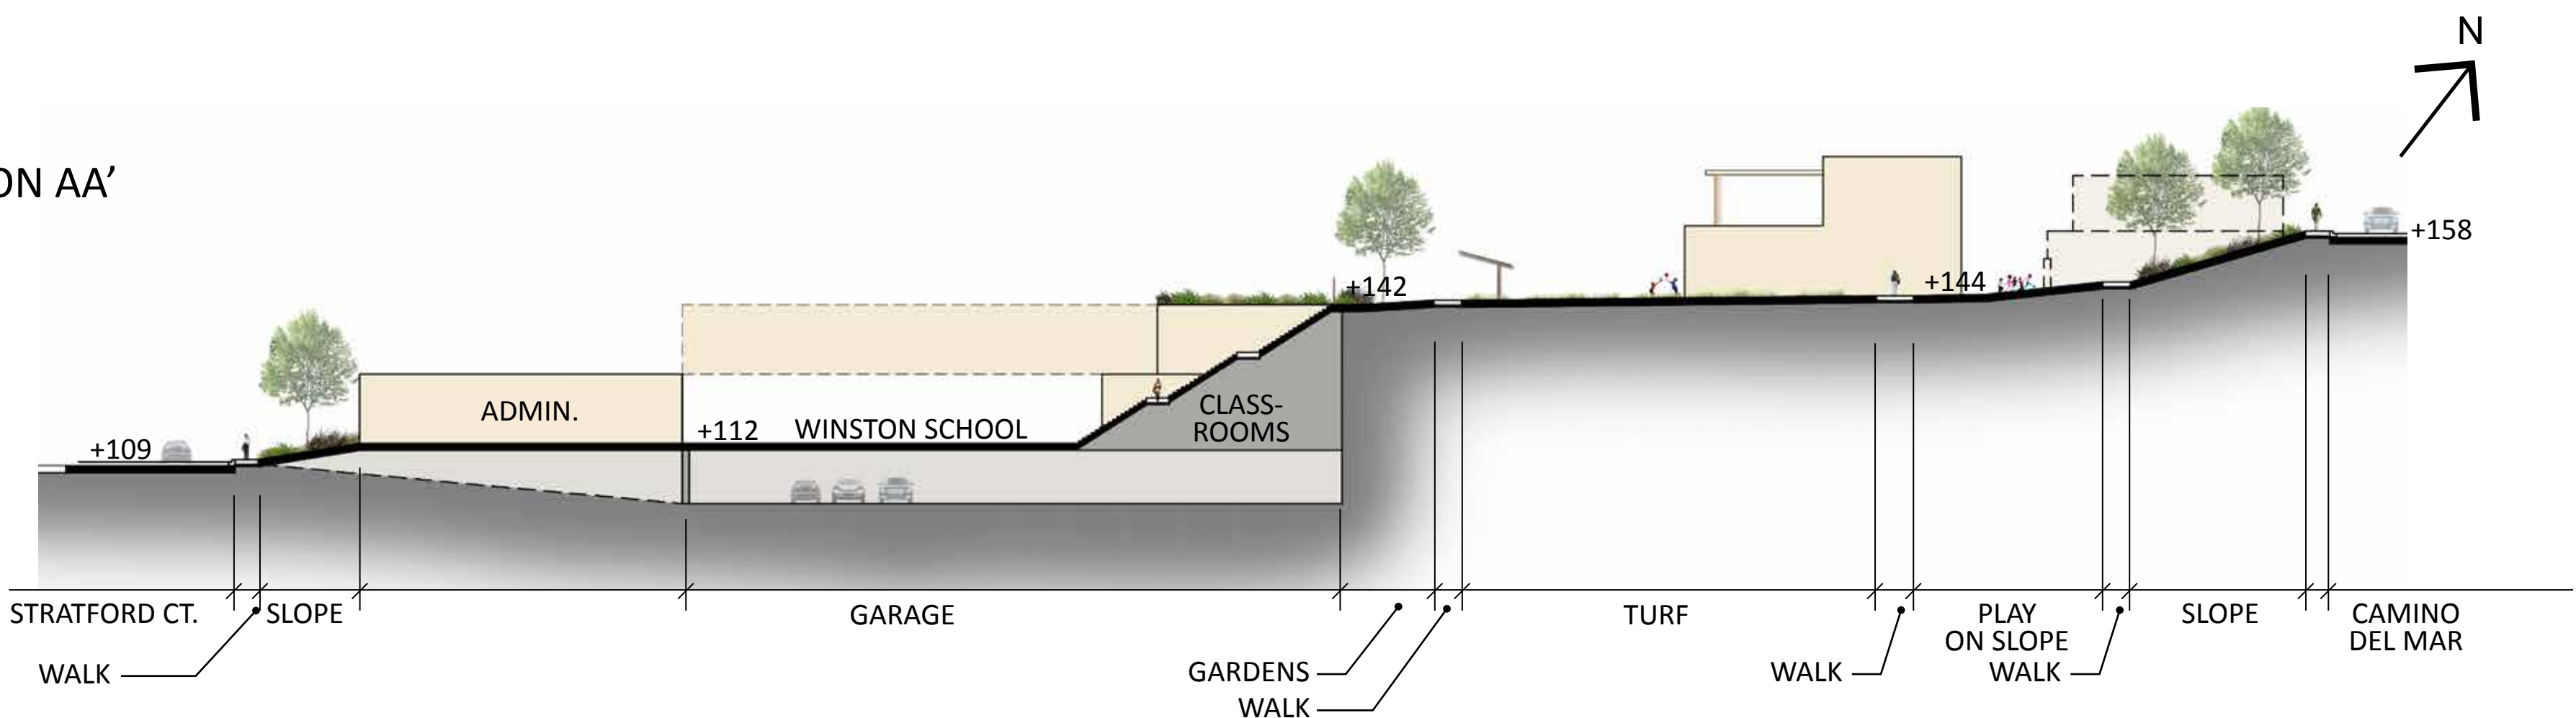 N
ON AA’
+158
+142
+144
CLASS-
ROOMS
ADMIN.
+112
WINSTON SCHOOL
+109
STRATFORD CT.
SLOPE
GARAGE
TURF
PLAY
ON SLOPE
SLOPE
CAMINO
DEL MAR
WALK
GARDENS
WALK
WALK
WALK